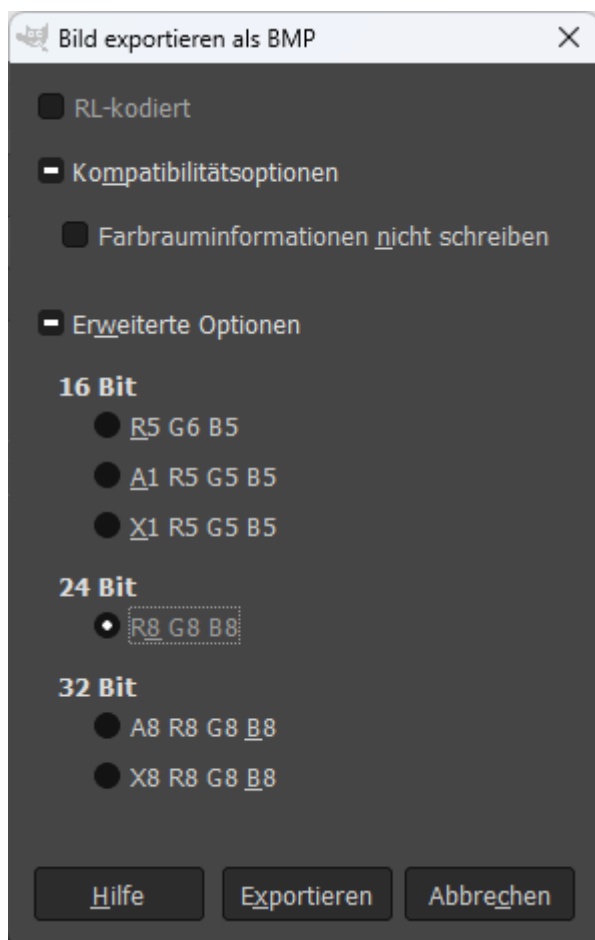 Bild exportieren als BMP
RL-kodiert
Kompatibilitätsoptionen
Farbrauminformationen nicht schreiben
Erweiterte Optionen
16 Bit
R5 G6 B5
A1 R5 G5 B5
X1 R5 G5 B5
24 Bit
R8 G8 B8
32 Bit
A8 R8 G8 B8
X8 R8 G8 B8
Hilfe Exportieren Abbrechen